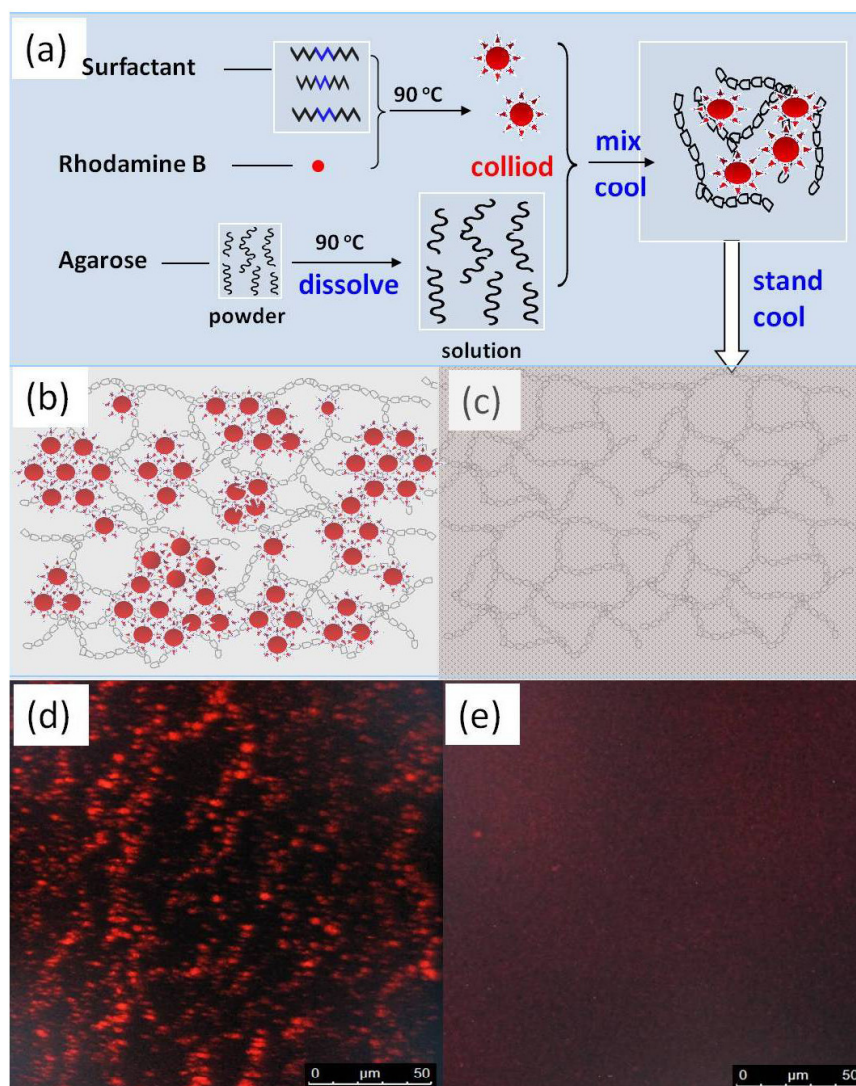 (a)
Surfactant
90 °C
Rhodamine B
colliod
mix
cool
Agarose
90 °C
dissolve
powder
solution
stand
cool
(b)
(c)
(d)
(e)
0 µm 50
0 µm 50